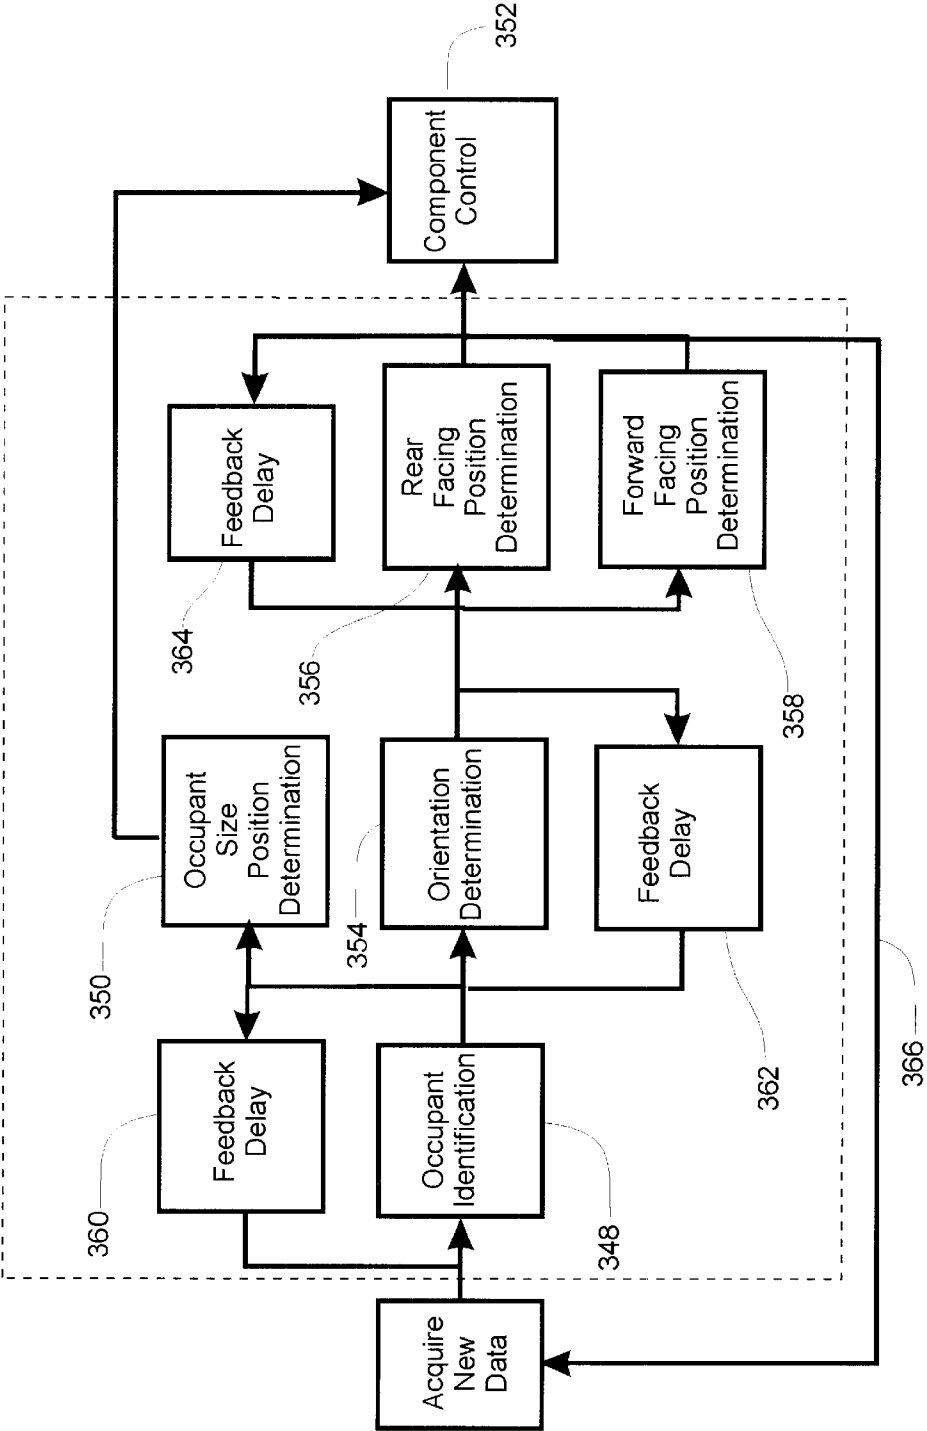 Feedback
Delay
360
Occupant
Size
Position
Determination
350
Feedback
Delay
364
Acquire
New
Data
Occupant
Identification
348
Orientation
Determination
354
Rear
Facing
Position
Determination
356
Component
Control
352
Feedback
Delay
362
Forward
Facing
Position
Determination
358
366